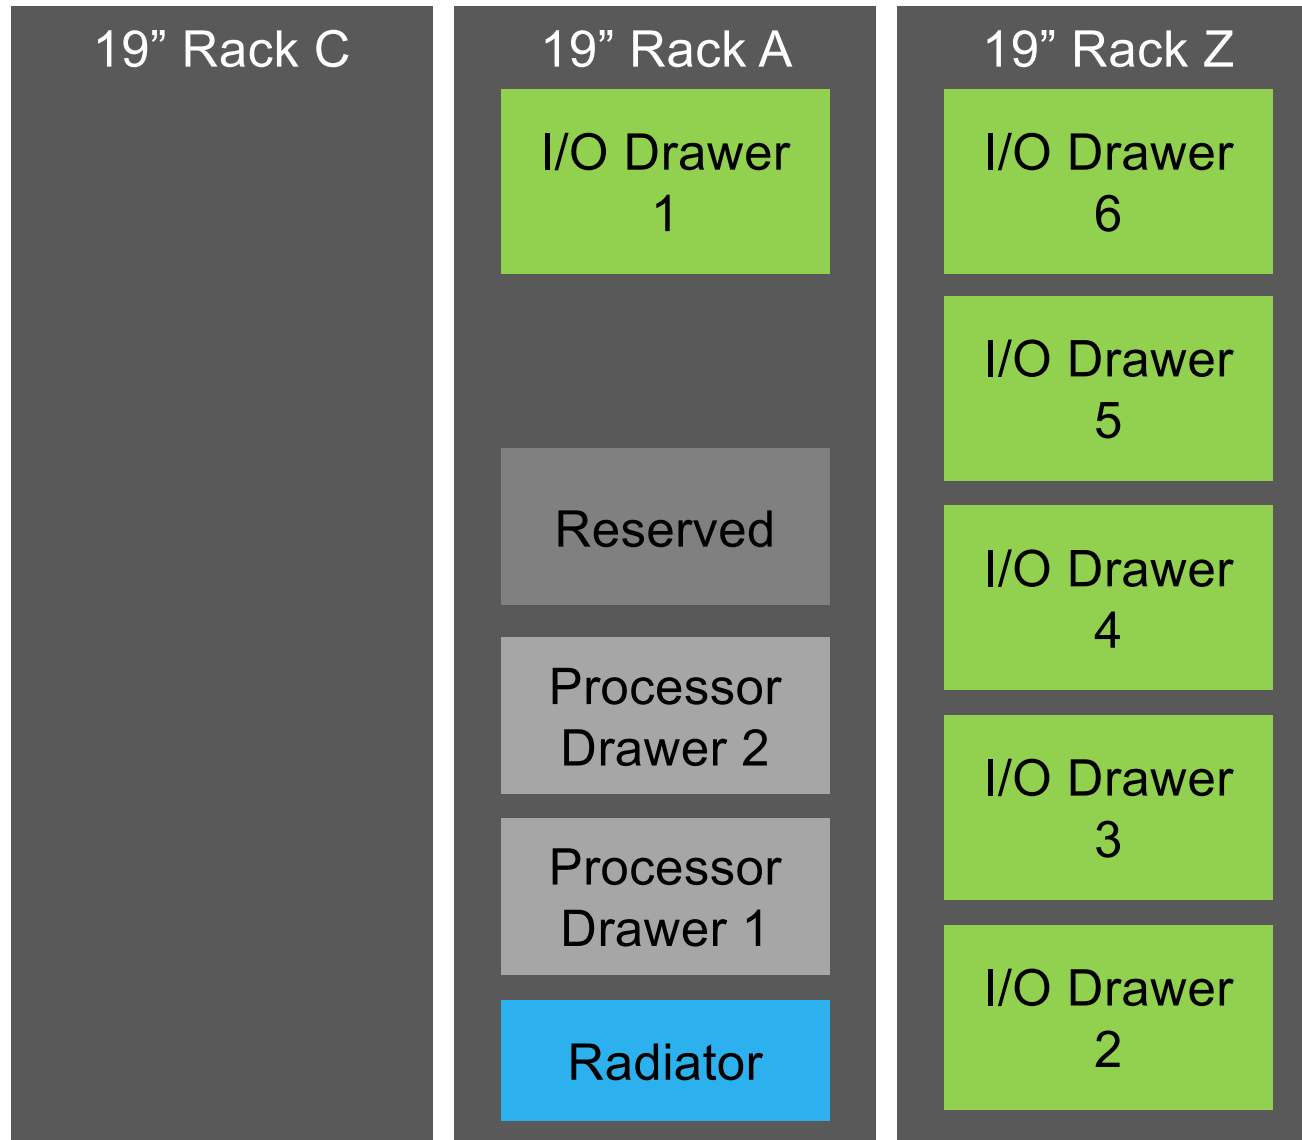 19” Rack C
19” Rack A
I/O Drawer
1
Reserved
Processor
Drawer 2
Processor
Drawer 1
Radiator
19” Rack Z
I/O Drawer
6
I/O Drawer
5
I/O Drawer
4
I/O Drawer
3
I/O Drawer
2